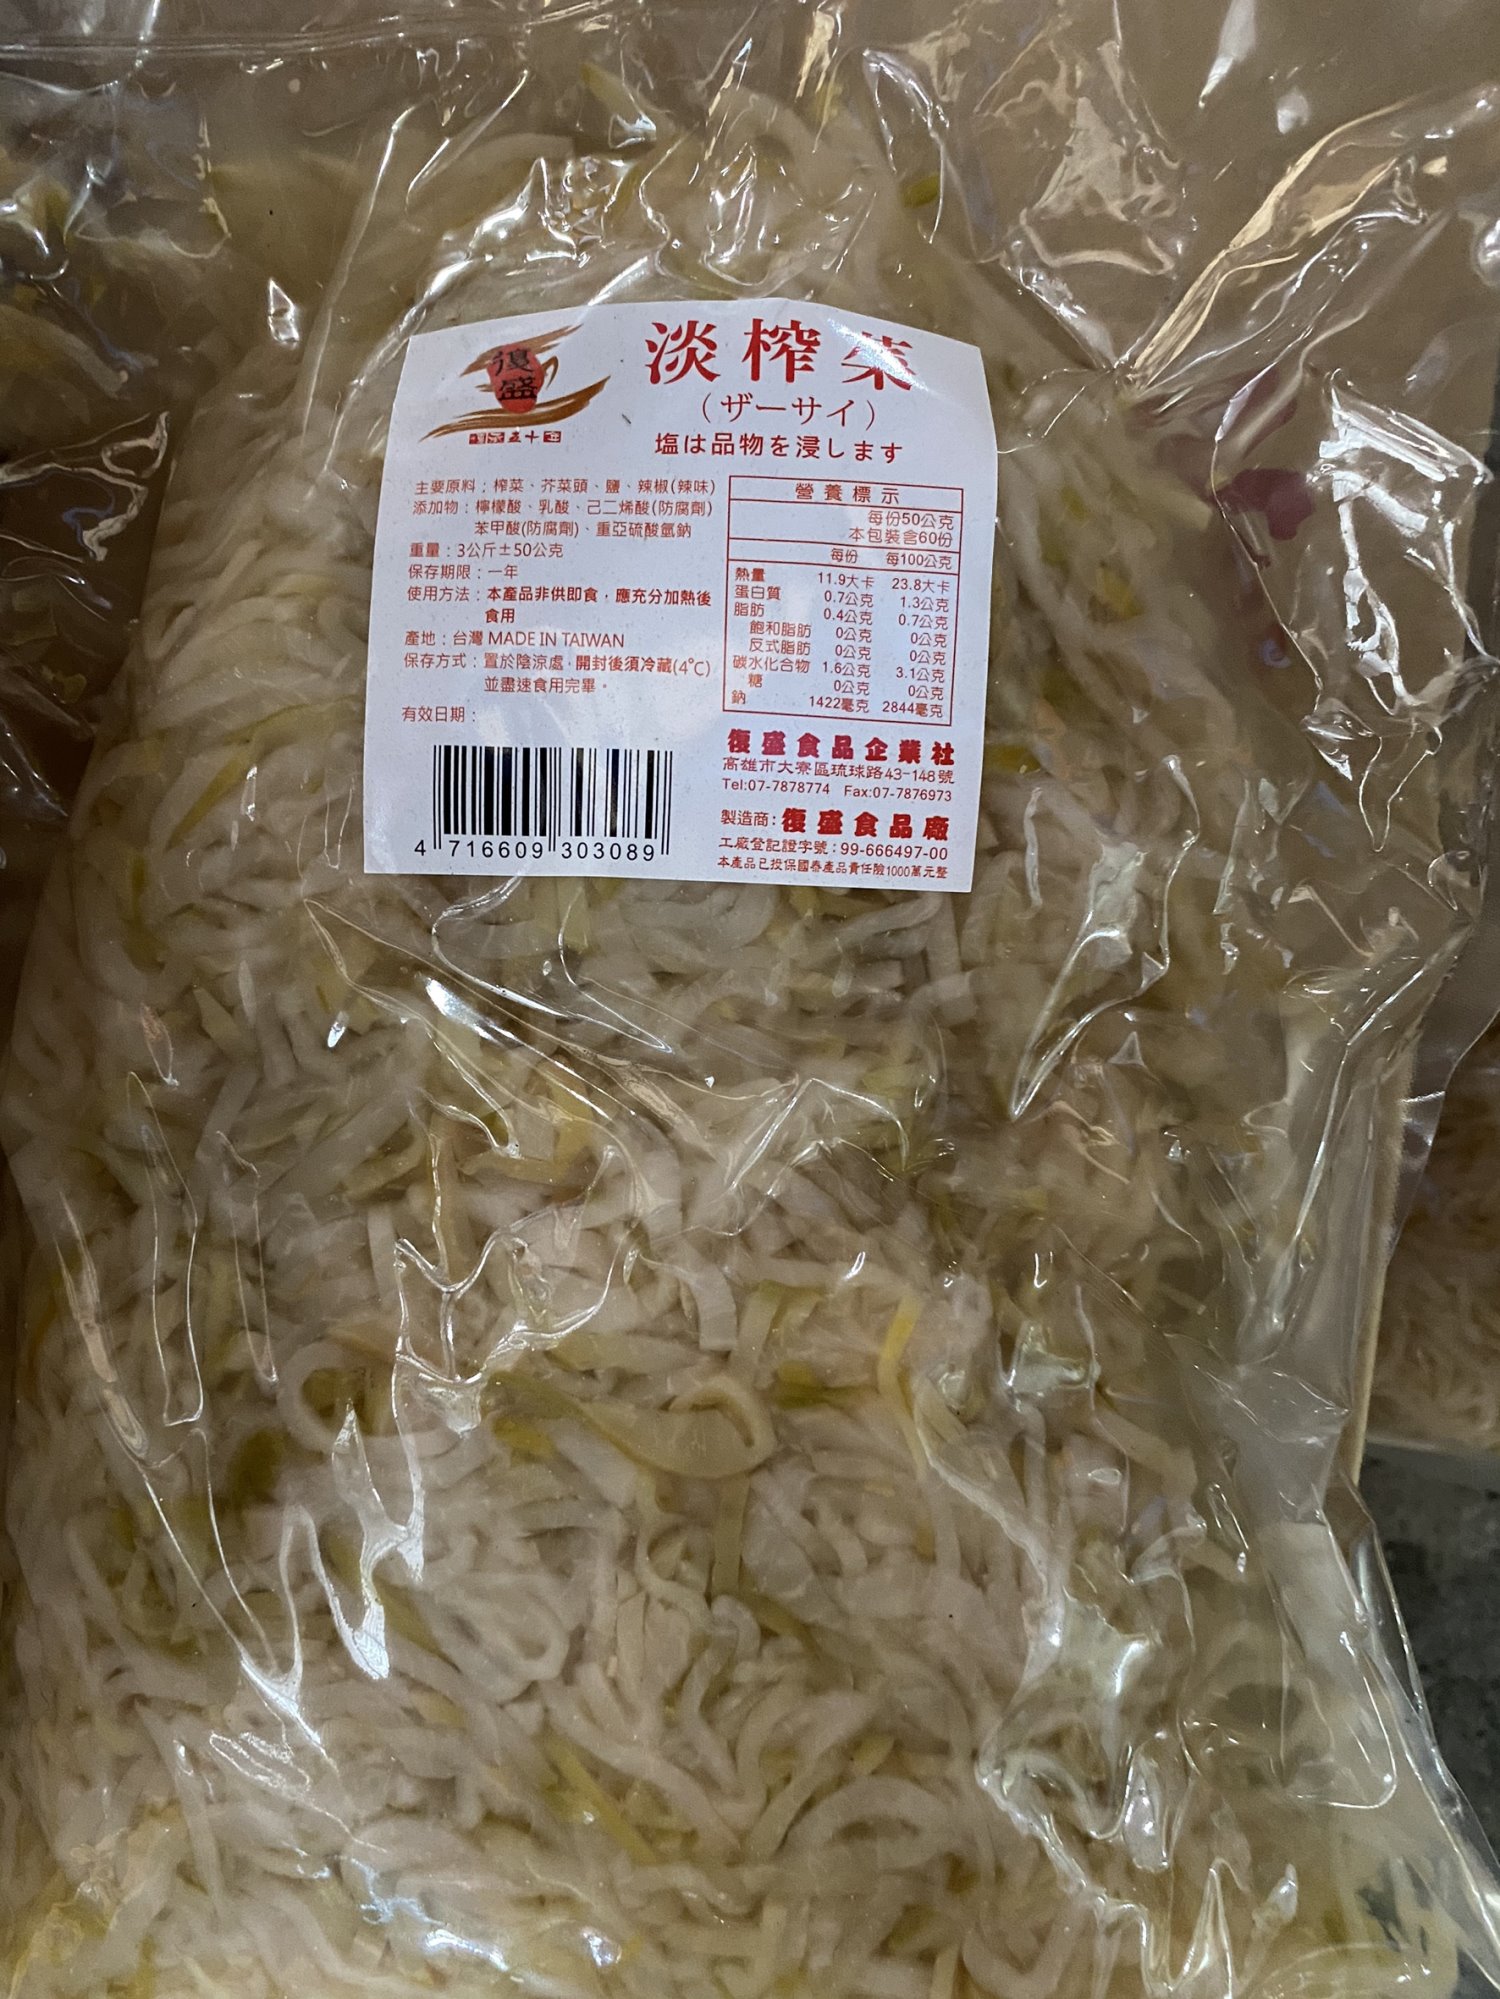 復盛
淡榨菜
（ザーサイ）
塩は品物を浸します
主要原料：榨菜、芥菜頭、鹽、辣椒(辣味)
添加物：檸檬酸、乳酸、己二烯酸(防腐劑)
苯甲酸(防腐劑)、重亞硫酸氫鈉
重量：3公斤±50公克
保存期限：一年
使用方法：本產品非供即食，應充分加熱後
食用
產地：台灣 MADE IN TAIWAN
保存方式：置於陰涼處，開封後須冷藏(4℃)
並盡速食用完畢。
有效日期：
4 716609 303089
營養標示
每份50公克
本包裝含60份
每份 每100公克
熱量 11.9大卡 23.8大卡
蛋白質 0.7公克 1.3公克
脂肪 0.4公克 0.7公克
飽和脂肪 0公克 0公克
反式脂肪 0公克 0公克
碳水化合物 1.6公克 3.1公克
糖 0公克 0公克
鈉 1422毫克 2844毫克
復盛食品企業社
高雄市大寮區琉球路43-148號
Tel:07-7878774 Fax:07-7876973
製造商：復盛食品廠
工廠登記證字號：99-666497-00
本產品已投保國泰產品責任險1000萬元整